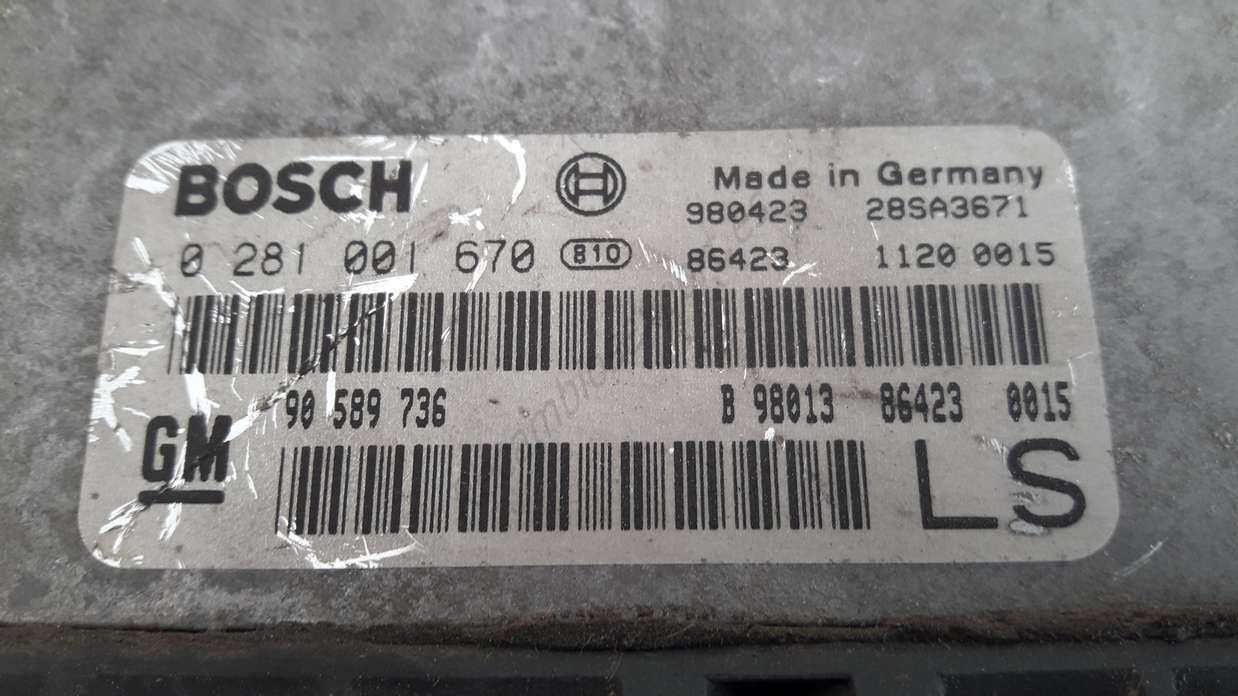 BOSCH Made in Germany
980423 28SA3671
0 281 001 670 810 86423 1120 0015
90 589 736 B 98013 86423 0015
GM LS